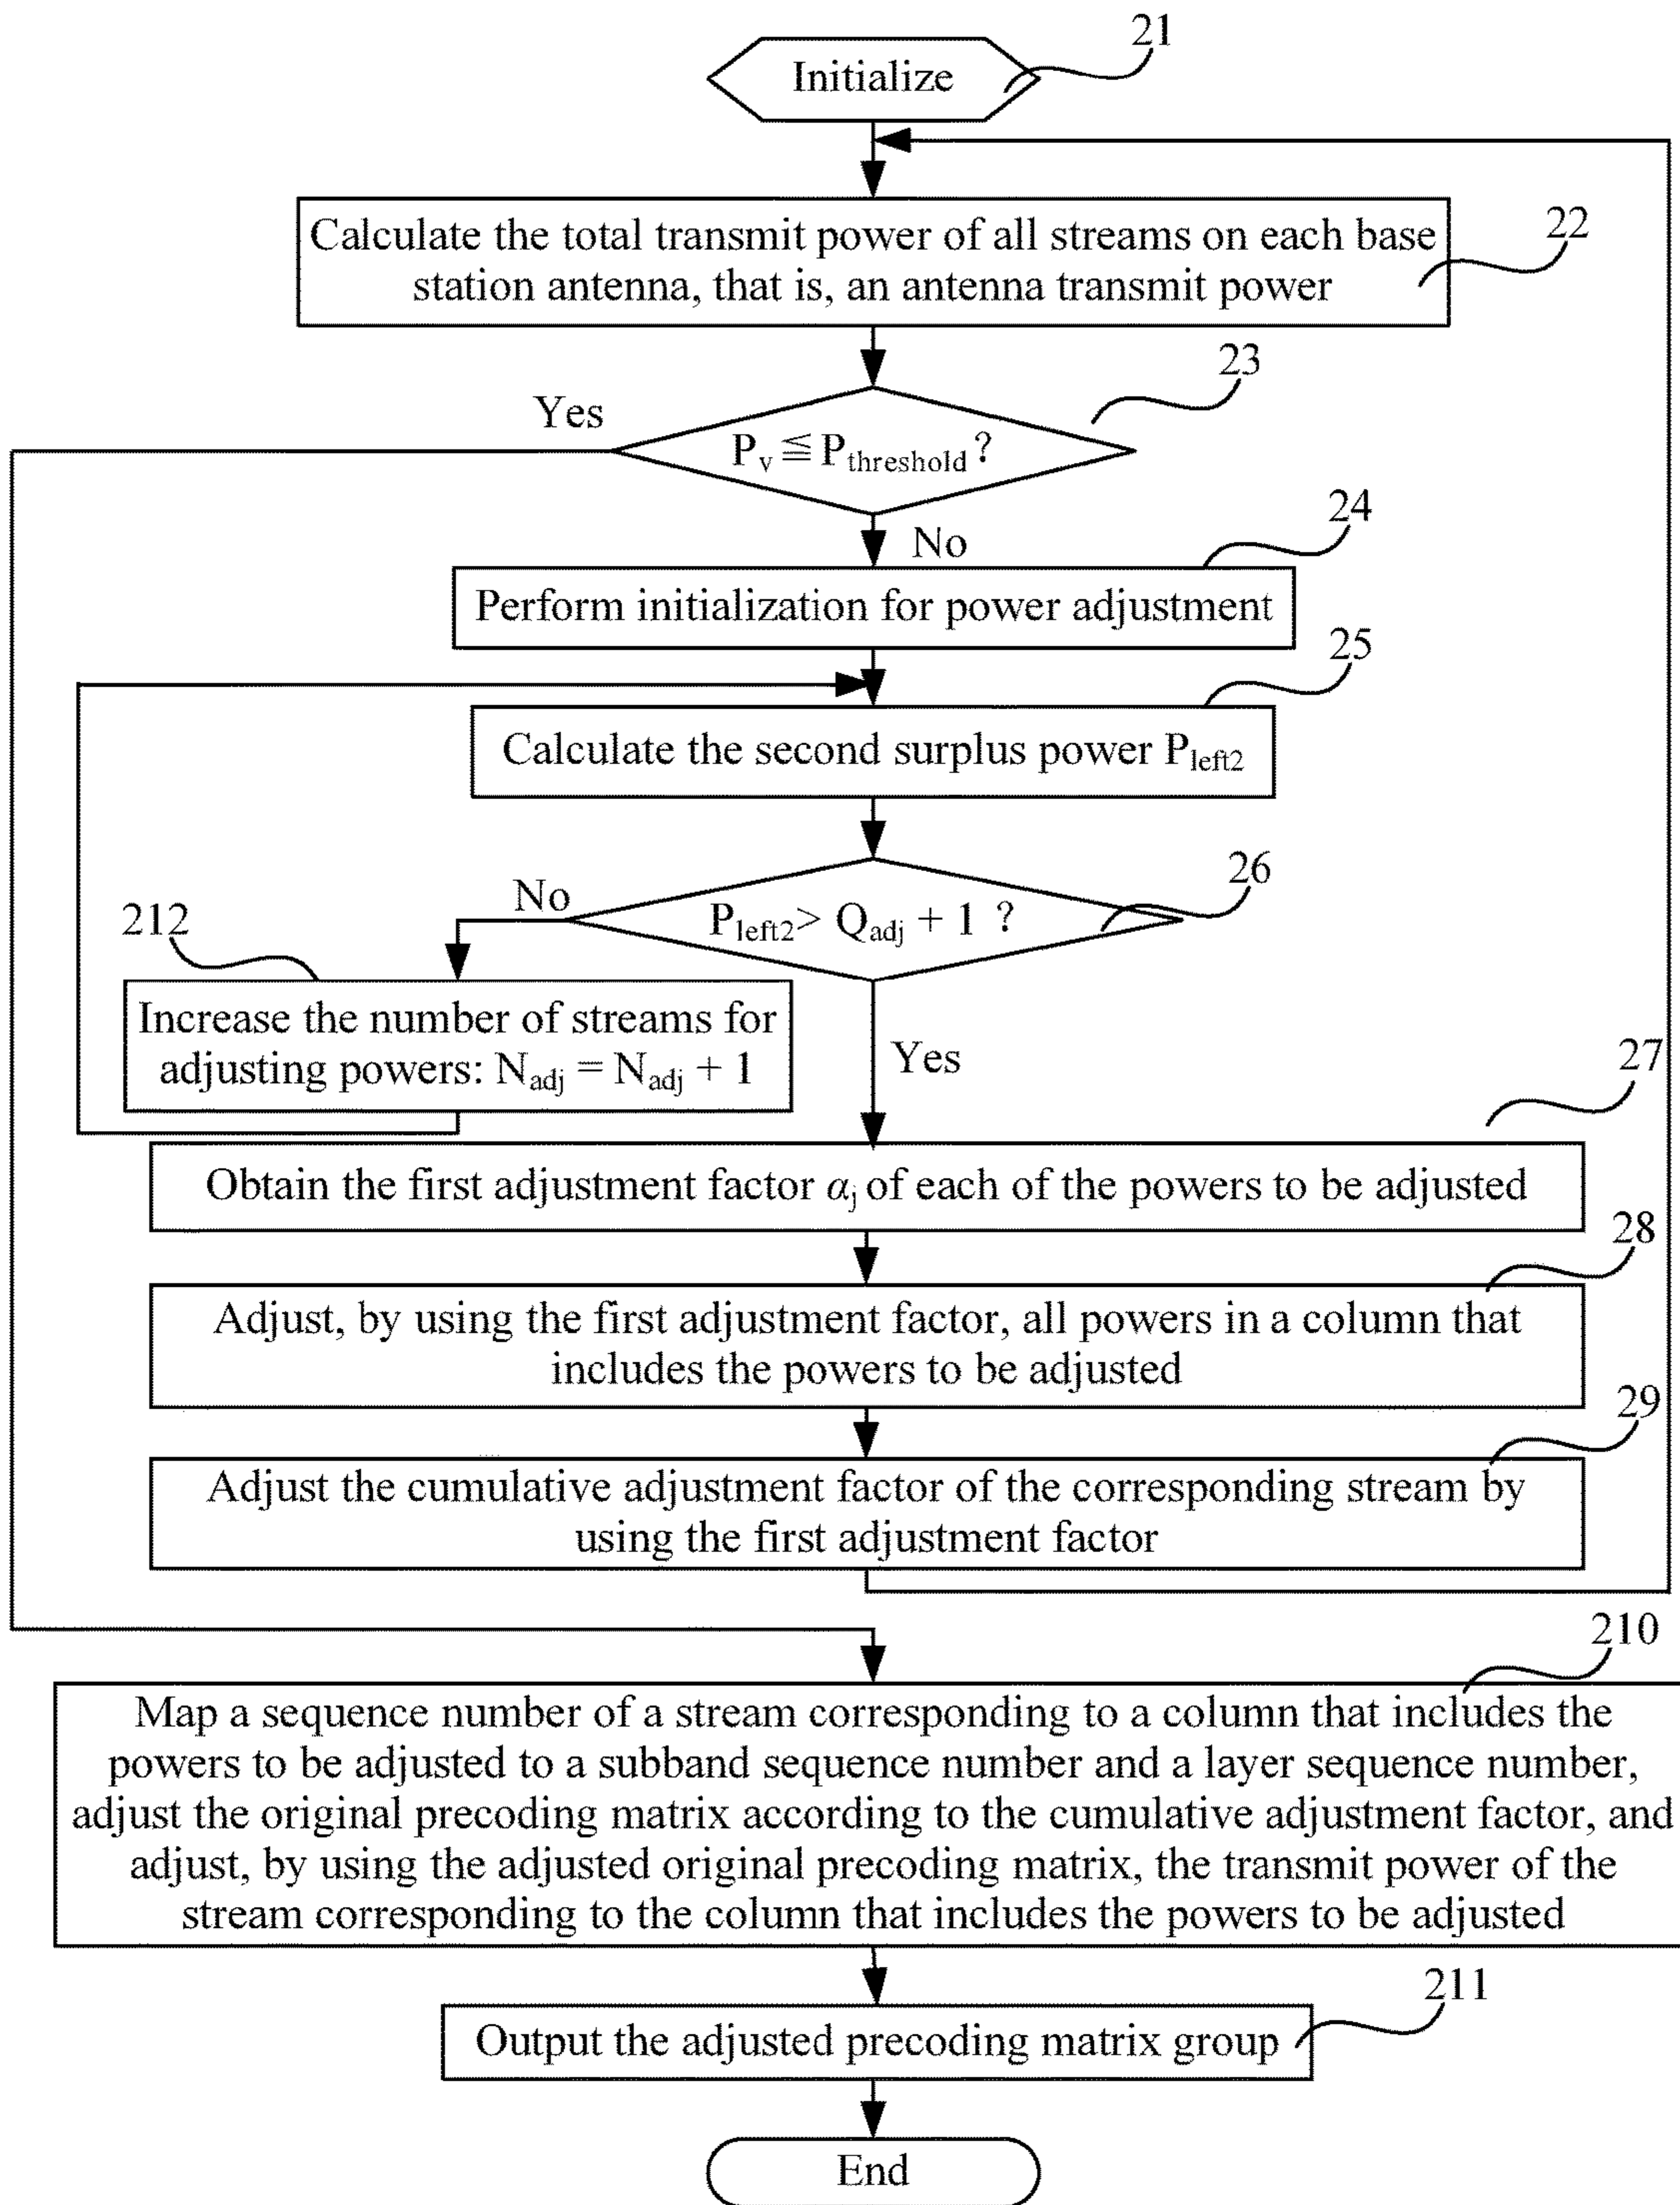 21
Initialize
Calculate the total transmit power of all streams on each base
station antenna, that is, an antenna transmit power
22
23
Yes
P_v ≦ P_threshold ?
No
24
Perform initialization for power adjustment
25
Calculate the second surplus power P_left2
26
No
P_left2 > Q_adj + 1 ?
212
Increase the number of streams for
adjusting powers: N_adj = N_adj + 1
Yes
27
Obtain the first adjustment factor α_j of each of the powers to be adjusted
28
Adjust, by using the first adjustment factor, all powers in a column that
includes the powers to be adjusted
29
Adjust the cumulative adjustment factor of the corresponding stream by
using the first adjustment factor
210
Map a sequence number of a stream corresponding to a column that includes the
powers to be adjusted to a subband sequence number and a layer sequence number,
adjust the original precoding matrix according to the cumulative adjustment factor, and
adjust, by using the adjusted original precoding matrix, the transmit power of the
stream corresponding to the column that includes the powers to be adjusted
211
Output the adjusted precoding matrix group
End